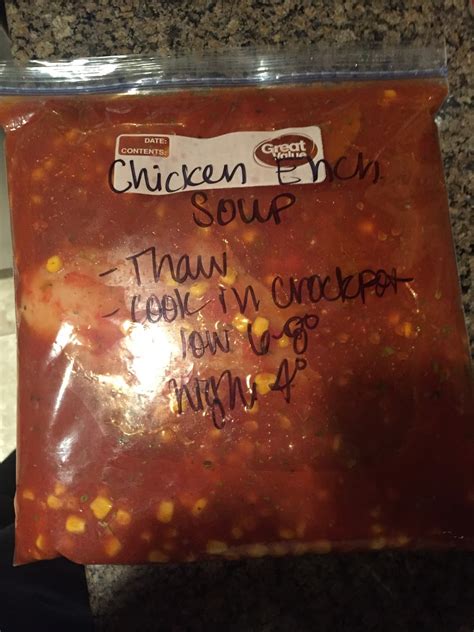 DATE:
CONTENTS:
Great Value
Chicken Ench
Soup
- Thaw
- Cook in crockpot
low 6-8°
high 4°